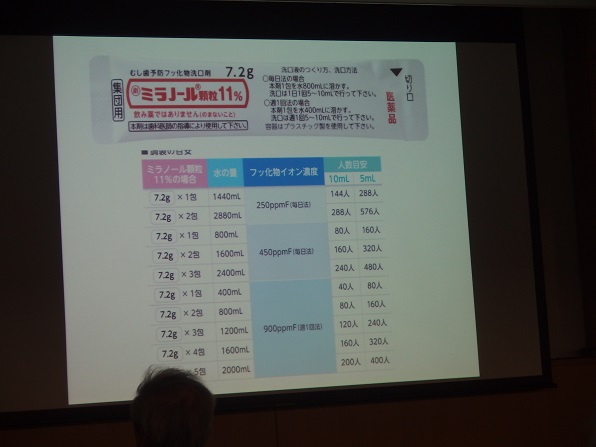 むし歯予防フッ化物洗口剤 7.2g
集団用
ミラノール顆粒11%
飲み薬ではありません(のまないこと)
本剤は歯科医師の指導により使用して下さい。
洗口液のつくり方、洗口方法
○毎日法の場合
本剤1包を水800mLに溶かす。
洗口は1日1回5〜10mLで行って下さい。
○週1回法の場合
本剤1包を水400mLに溶かす。
洗口は週1回5〜10mLで行って下さい。
容器はプラスチック製を使用して下さい。
切り口
医薬品
調製の目安
ミラノール顆粒 11%の場合 水の量 フッ化物イオン濃度 人数目安
10mL 5mL
7.2g ×1包 1440mL 250ppmF(毎日法) 144人 288人
7.2g ×2包 2880mL 288人 576人
7.2g ×1包 800mL 450ppmF(毎日法) 80人 160人
7.2g ×2包 1600mL 160人 320人
7.2g ×3包 2400mL 240人 480人
7.2g ×1包 400mL 900ppmF(週1回法) 40人 80人
7.2g ×2包 800mL 80人 160人
7.2g ×3包 1200mL 120人 240人
7.2g ×4包 1600mL 160人 320人
×5包 2000mL 200人 400人